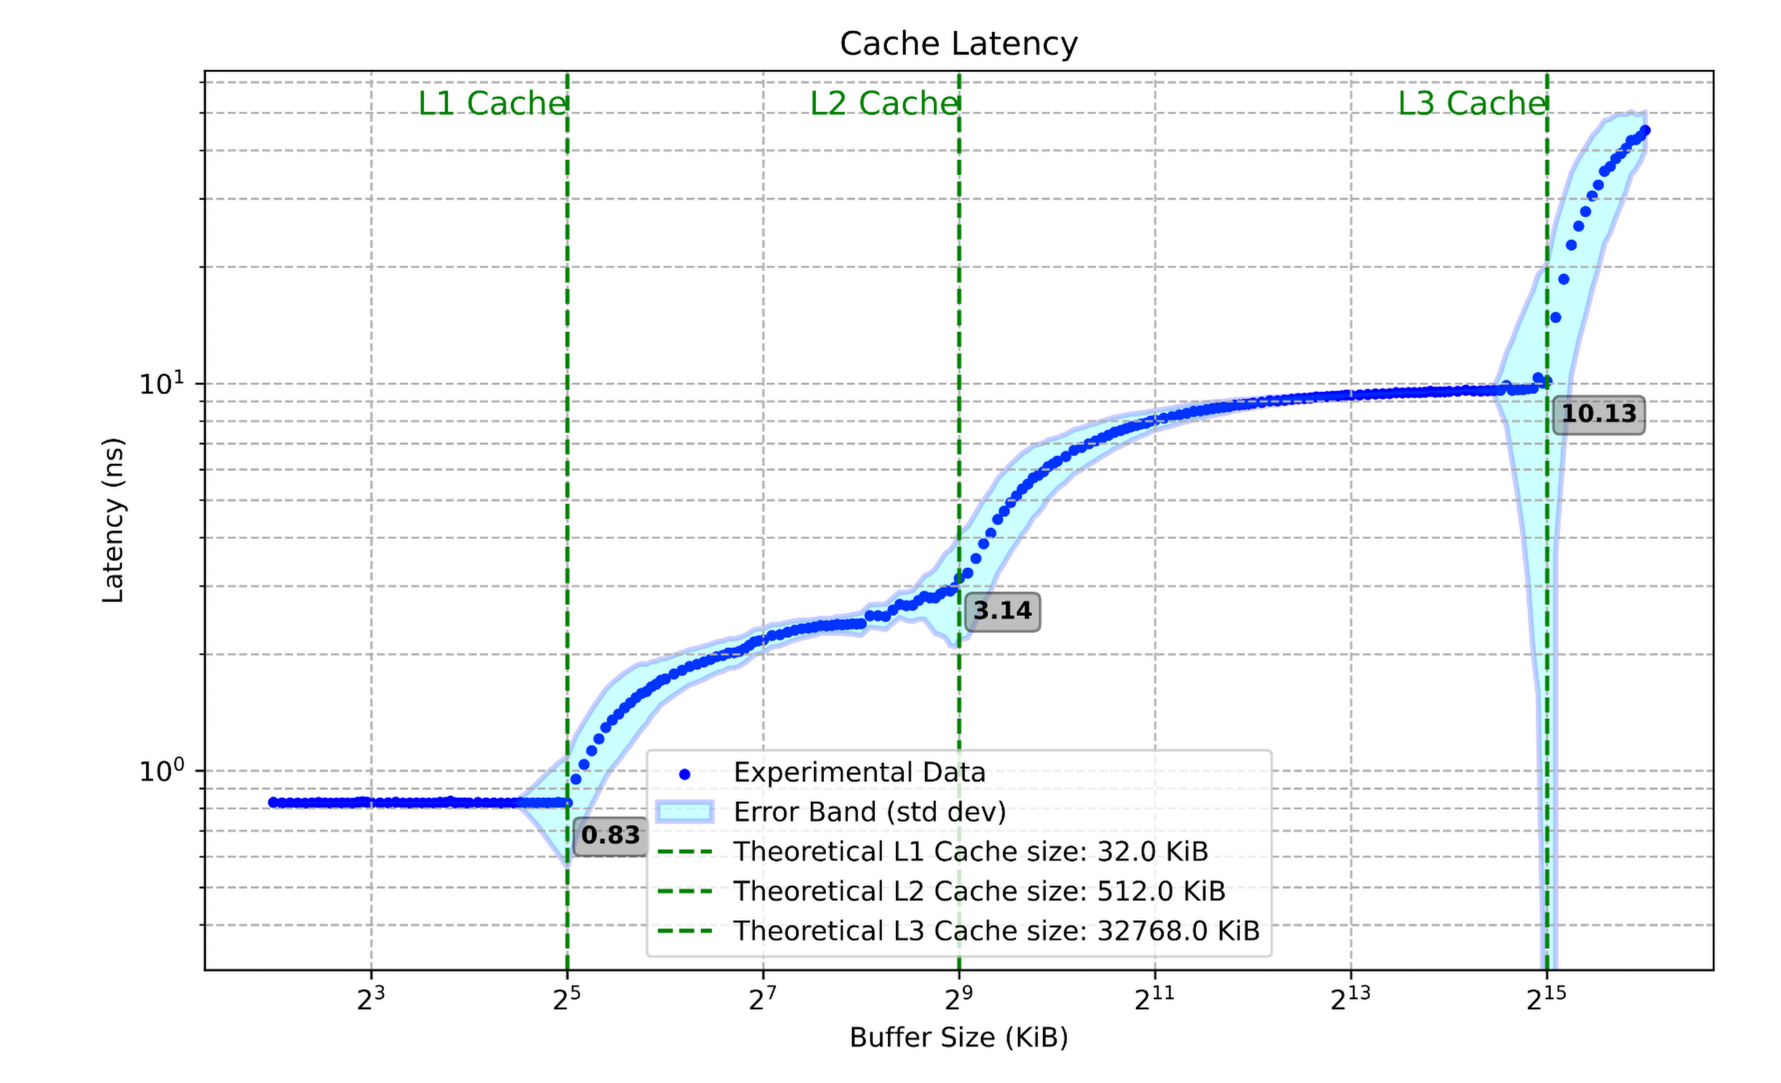 Cache Latency
L1 Cache
L2 Cache
L3 Cache
10¹
10⁰
Latency (ns)
10.13
3.14
0.83
Experimental Data
Error Band (std dev)
Theoretical L1 Cache size: 32.0 KiB
Theoretical L2 Cache size: 512.0 KiB
Theoretical L3 Cache size: 32768.0 KiB
2³
2⁵
2⁷
2⁹
2¹¹
2¹³
2¹⁵
Buffer Size (KiB)